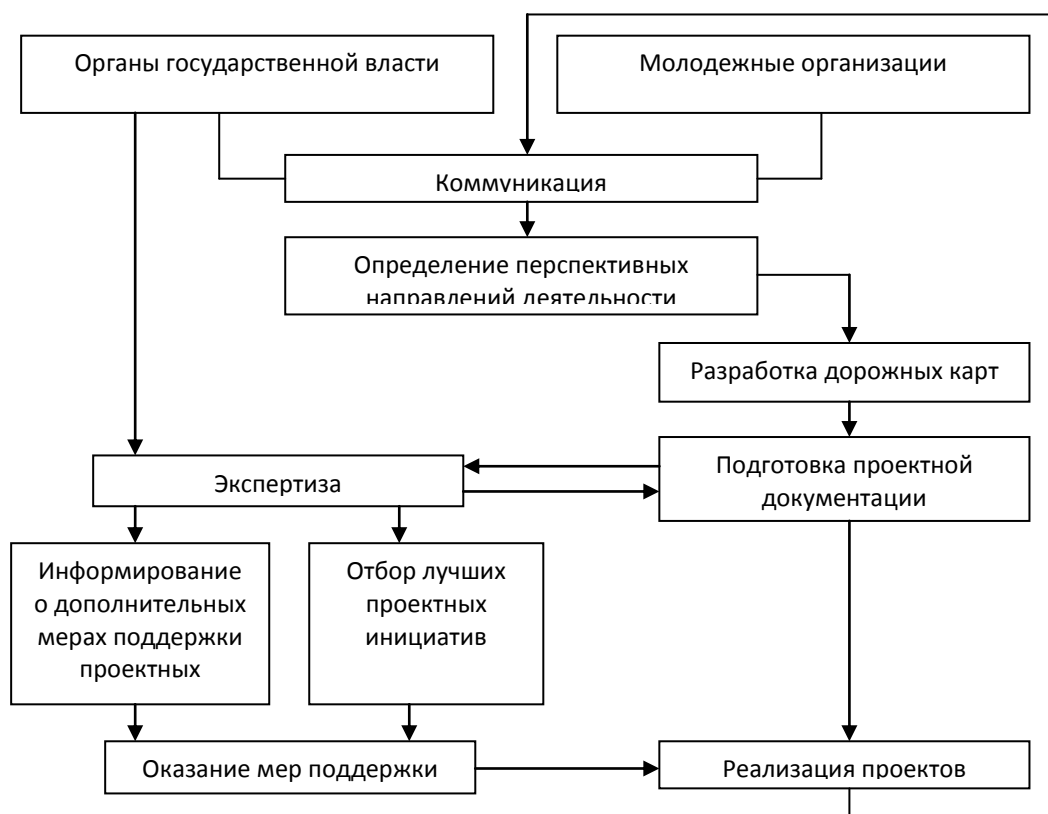 Органы государственной власти
Молодежные организации
Коммуникация
Определение перспективных
направлений деятельности
Разработка дорожных карт
Подготовка проектной
документации
Экспертиза
Информирование
о дополнительных
мерах поддержки
проектных
Отбор лучших
проектных
инициатив
Оказание мер поддержки
Реализация проектов